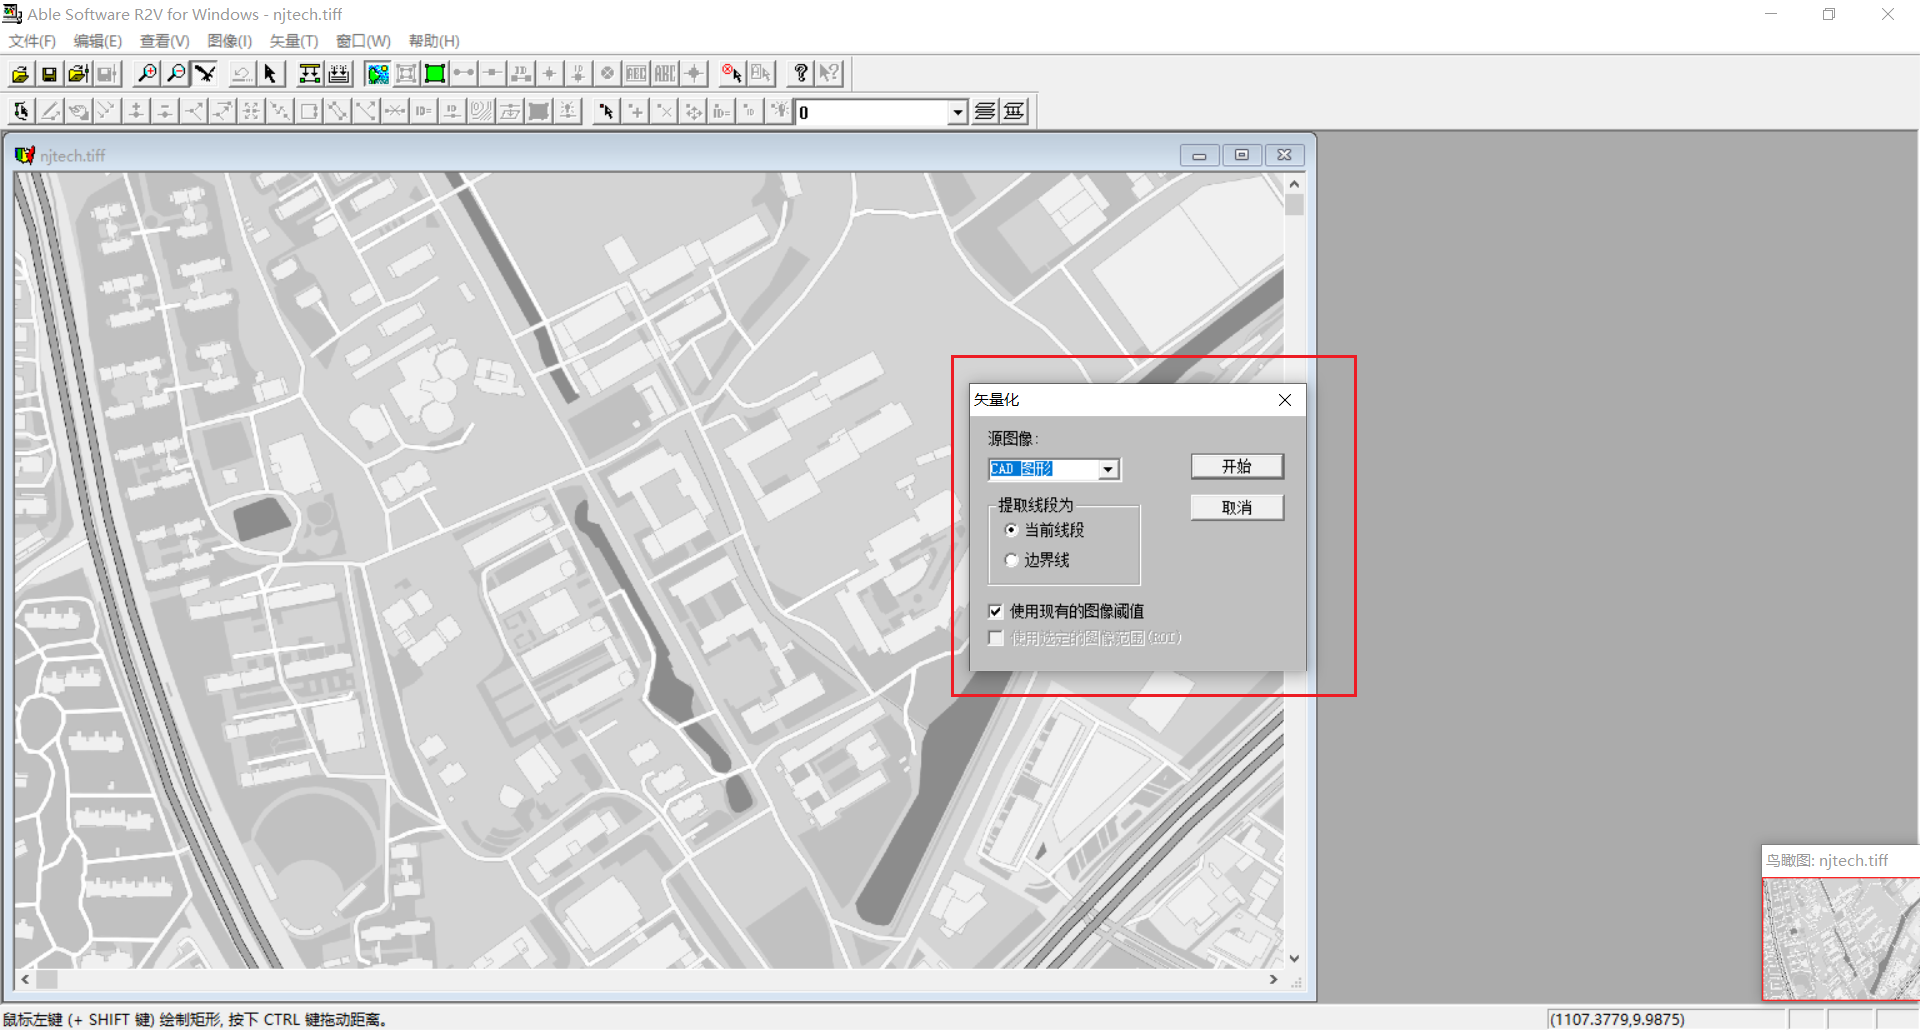 Able Software R2V for Windows - njtech.tiff
文件(F) 编辑(E) 查看(V) 图像(I) 矢量(T) 窗口(W) 帮助(H)
0
njtech.tiff
矢量化
源图像:
CAD 图形
开始
取消
提取线段为
当前线段
边界线
使用现有的图像阈值
使用选定的图像范围(ROI)
鸟瞰图: njtech.tiff
鼠标左键 (+ SHIFT 键) 绘制矩形, 按下 CTRL 键拖动距离。
(1107.3779,9.9875)